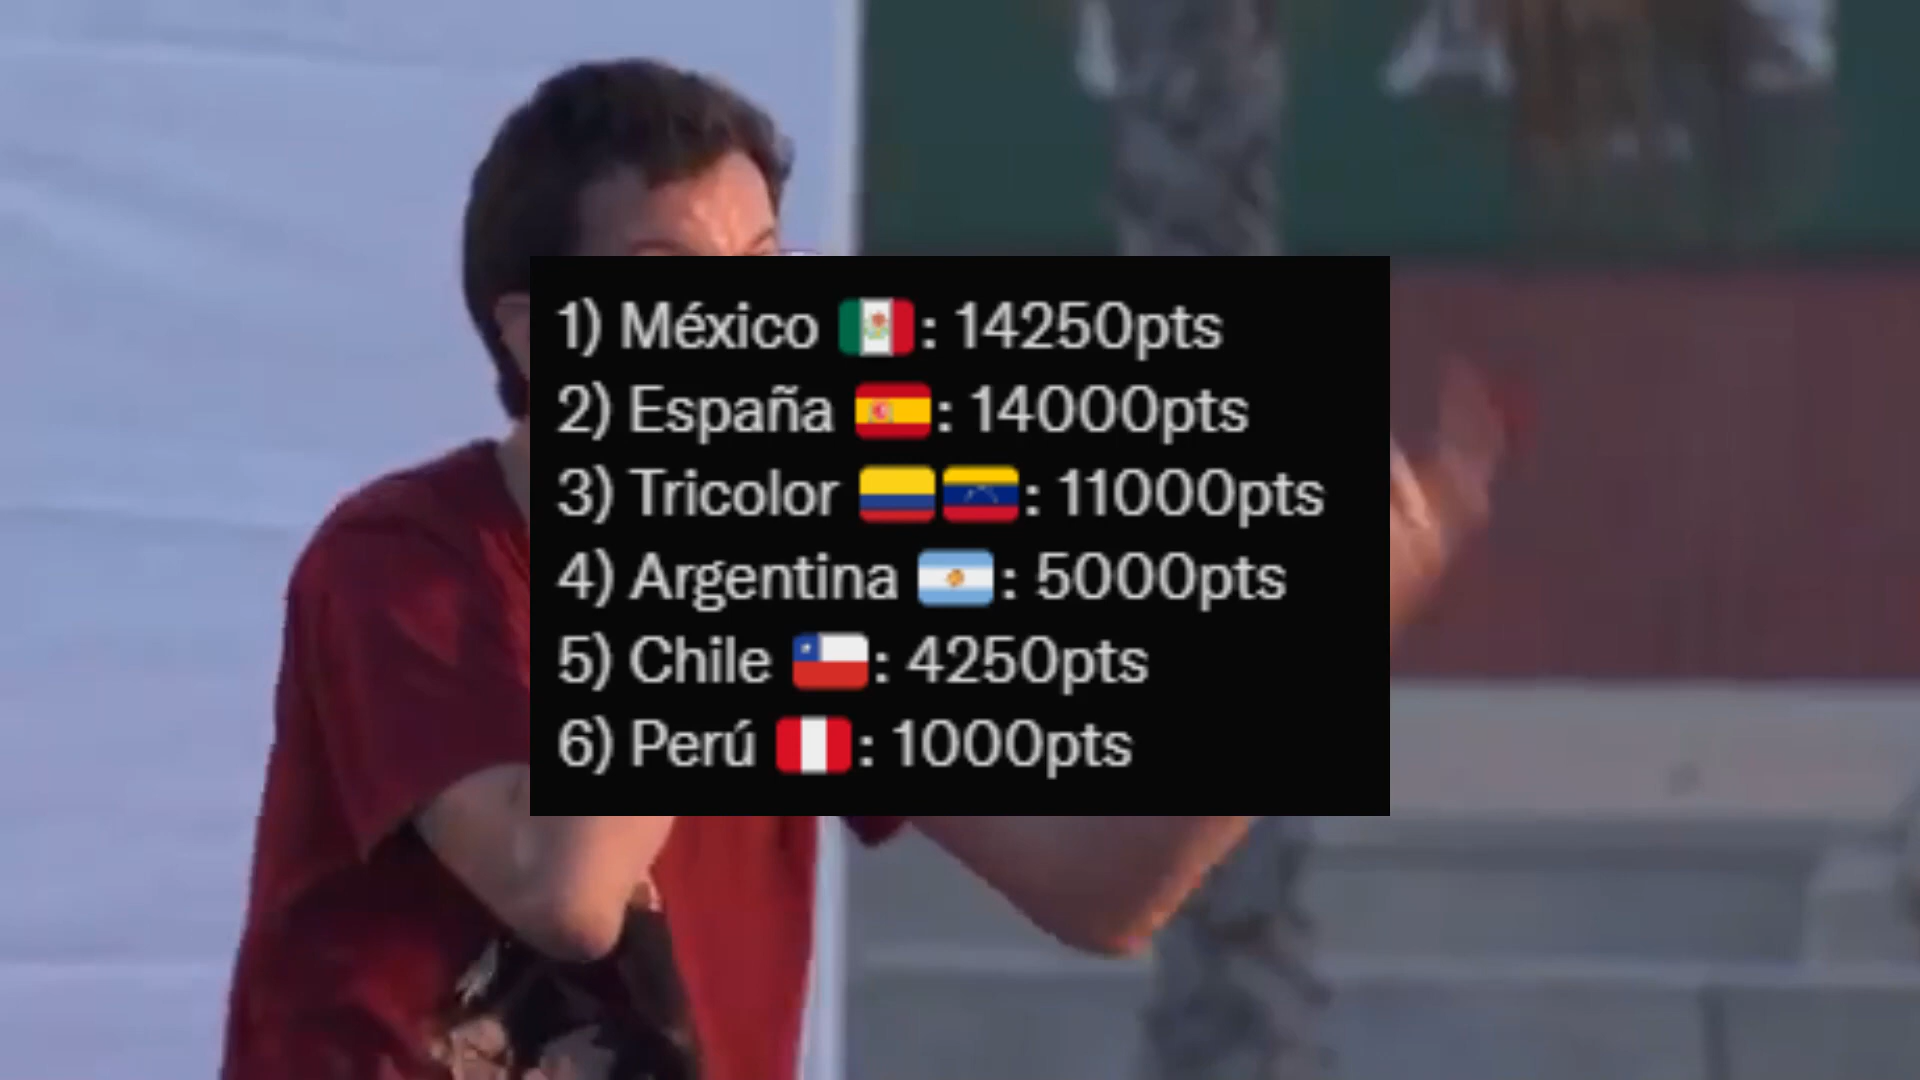 1) México 🇲🇽: 14250pts
2) España 🇪🇸: 14000pts
3) Tricolor 🇨🇴🇻🇪: 11000pts
4) Argentina 🇦🇷: 5000pts
5) Chile 🇨🇱: 4250pts
6) Perú 🇵🇪: 1000pts